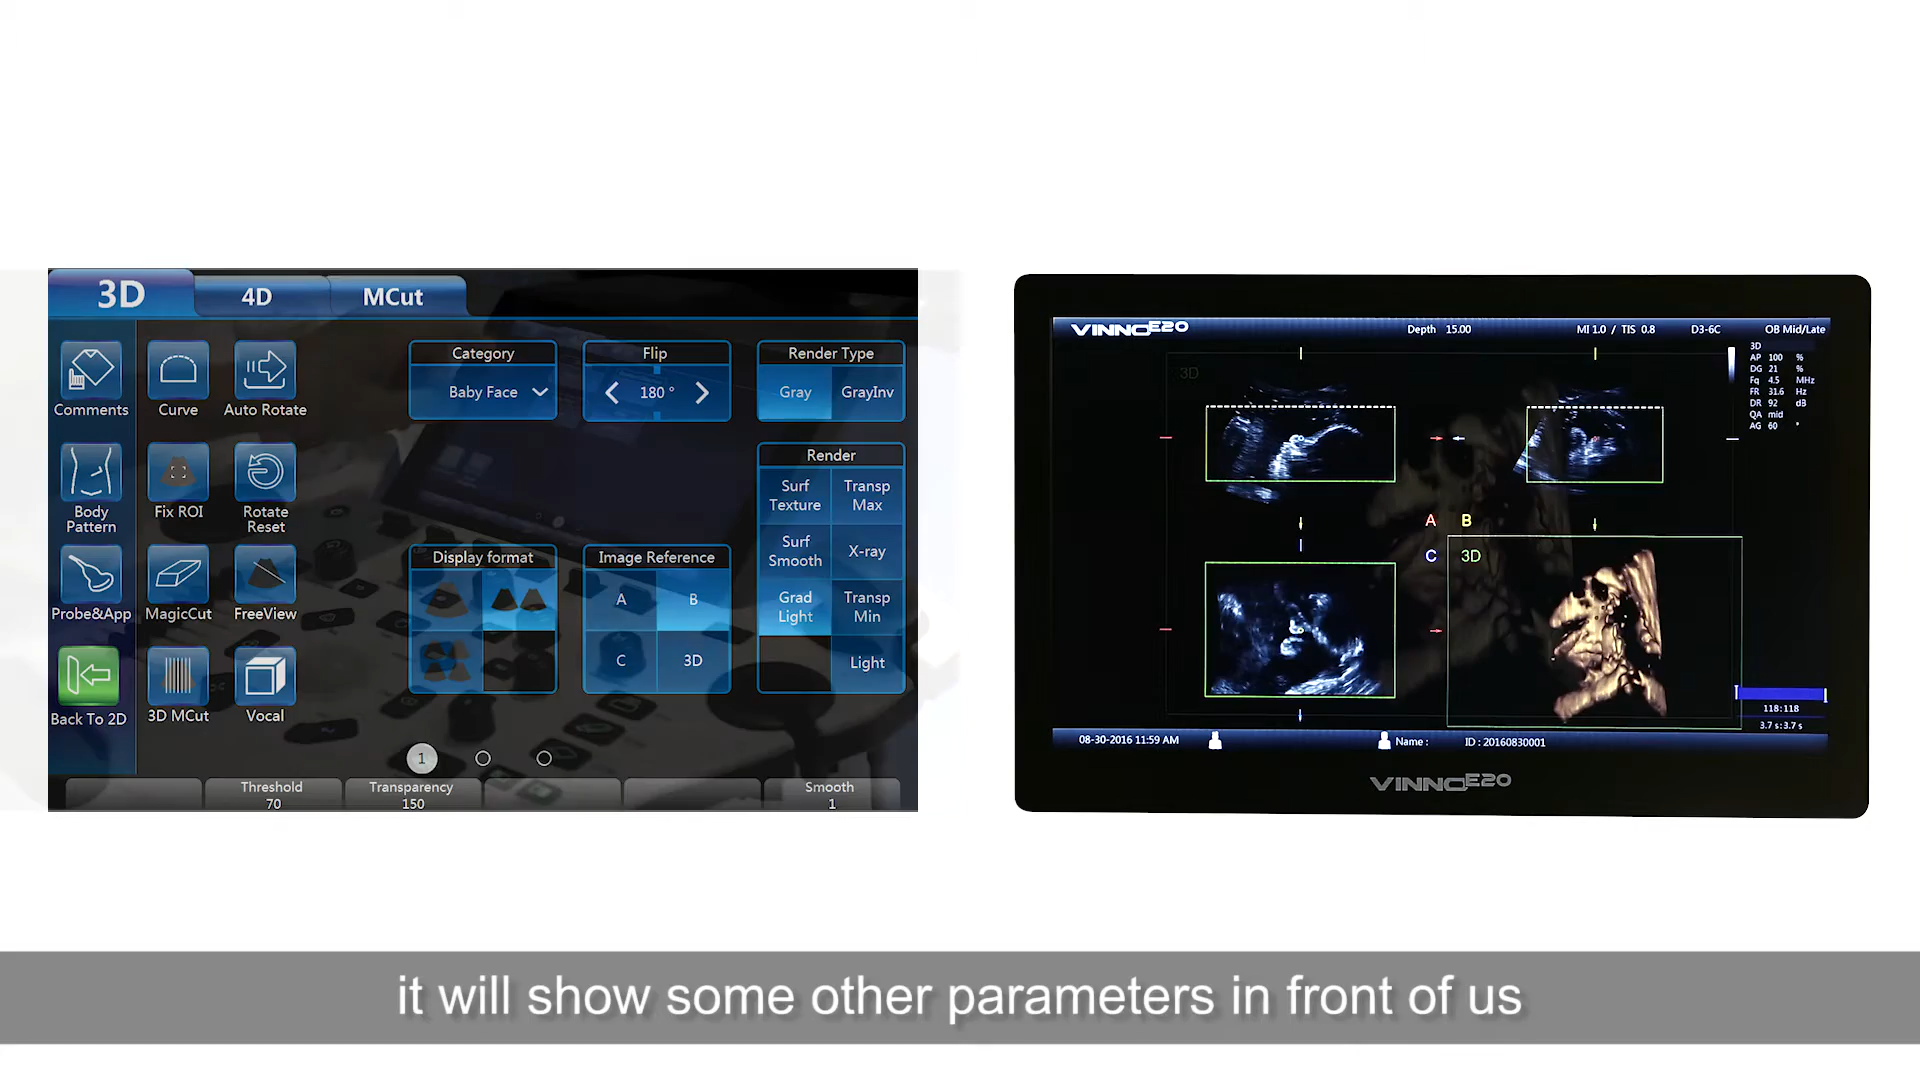 3D
4D
MCut
Comments
Curve
Auto Rotate
Category
Baby Face
Flip
180 °
Render Type
Gray
GrayInv
Body
Pattern
Fix ROI
Rotate
Reset
Render
Surf
Texture
Transp
Max
Surf
Smooth
X-ray
Grad
Light
Transp
Min
Light
Probe&App
MagicCut
FreeView
Display format
Image Reference
A
B
C
3D
Back To 2D
3D MCut
Vocal
1
Threshold
70
Transparency
150
Smooth
1
VINNO E20
Depth 15.00
MI 1.0 / TIS 0.8
D3-6C
OB Mid/Late
3D
3D
AP 100 %
DG 21 %
Fq 4.5 MHz
FR 31.6 Hz
DR 92 dB
QA mid
AG 60 °
A B
C 3D
118:118
3.7 s:3.7 s
08-30-2016 11:59 AM
Name :
ID : 20160830001
VINNO E20
it will show some other parameters in front of us